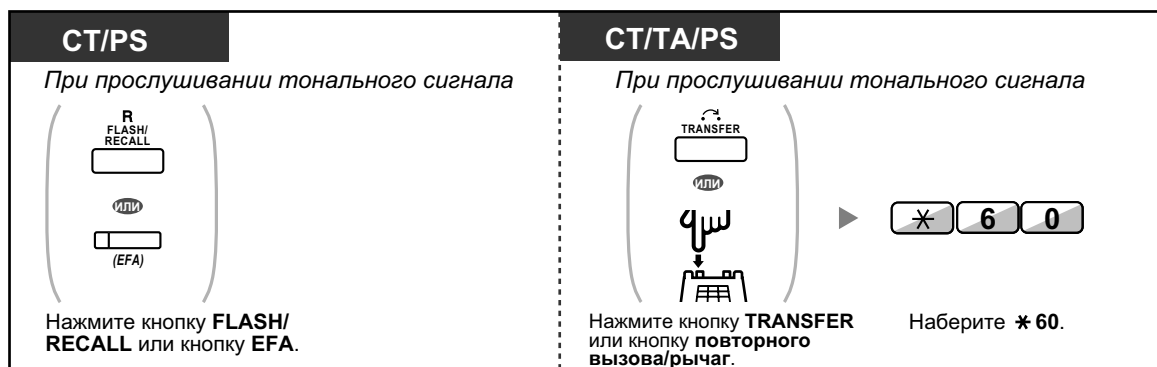 CT/PS
При прослушивании тонального сигнала
R
FLASH/
RECALL
или
(EFA)
Нажмите кнопку FLASH/
RECALL или кнопку EFA.
CT/TA/PS
При прослушивании тонального сигнала
TRANSFER
или
Нажмите кнопку TRANSFER
или кнопку повторного
вызова/рычаг.
* 6 0
Наберите * 60.